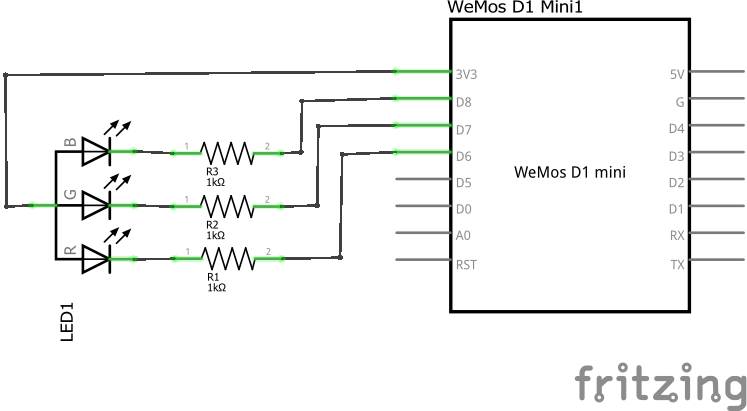 WeMos D1 Mini1
3V3
5V
D8
G
D7
D4
D6
D3
WeMos D1 mini
D5
D2
D0
D1
A0
RX
RST
TX
B
1
2
R3
1kΩ
G
1
2
R2
1kΩ
R
1
2
R1
1kΩ
LED1
fritzing